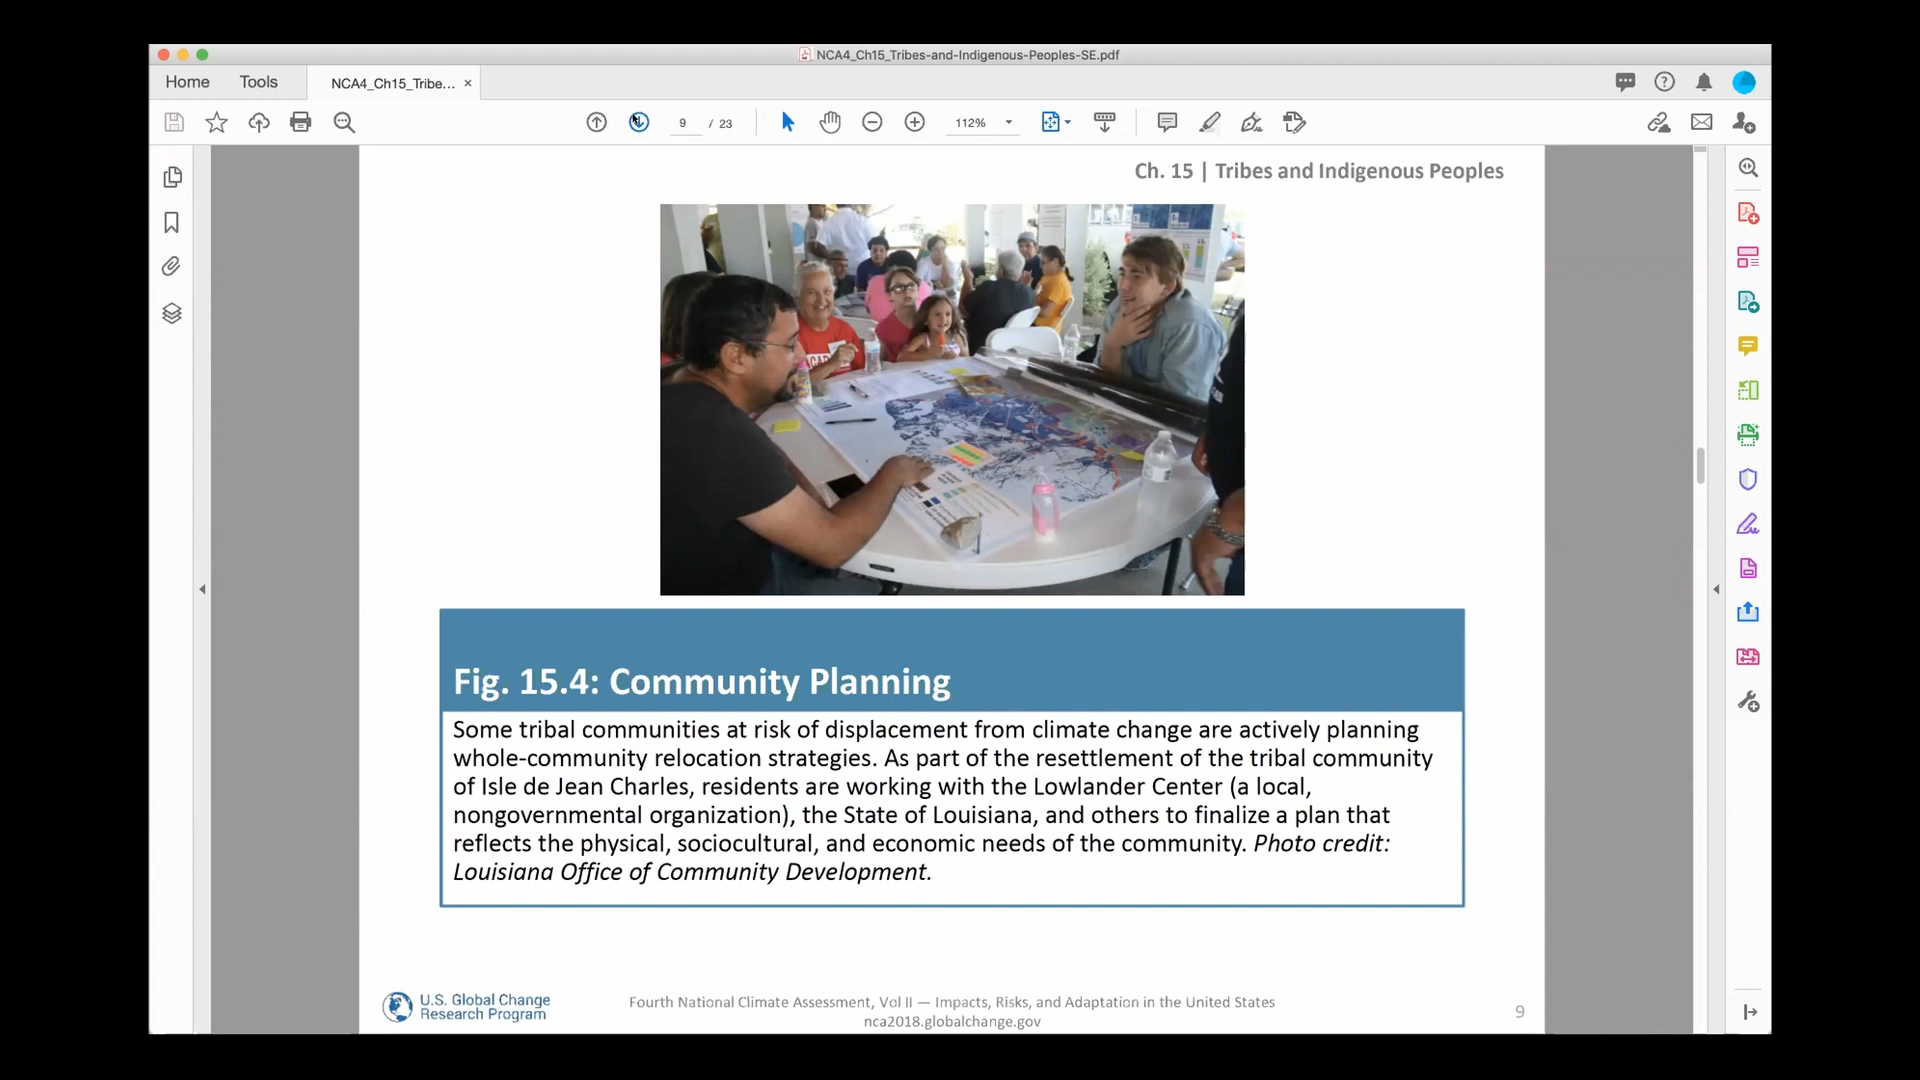 NCA4_Ch15_Tribes-and-Indigenous-Peoples-SE.pdf
Home
Tools
NCA4_Ch15_Tribe... ×
9 / 23
112%
Ch. 15 | Tribes and Indigenous Peoples
Fig. 15.4: Community Planning
Some tribal communities at risk of displacement from climate change are actively planning
whole-community relocation strategies. As part of the resettlement of the tribal community
of Isle de Jean Charles, residents are working with the Lowlander Center (a local,
nongovernmental organization), the State of Louisiana, and others to finalize a plan that
reflects the physical, sociocultural, and economic needs of the community. Photo credit:
Louisiana Office of Community Development.
U.S. Global Change
Research Program
Fourth National Climate Assessment, Vol II — Impacts, Risks, and Adaptation in the United States
nca2018.globalchange.gov
9